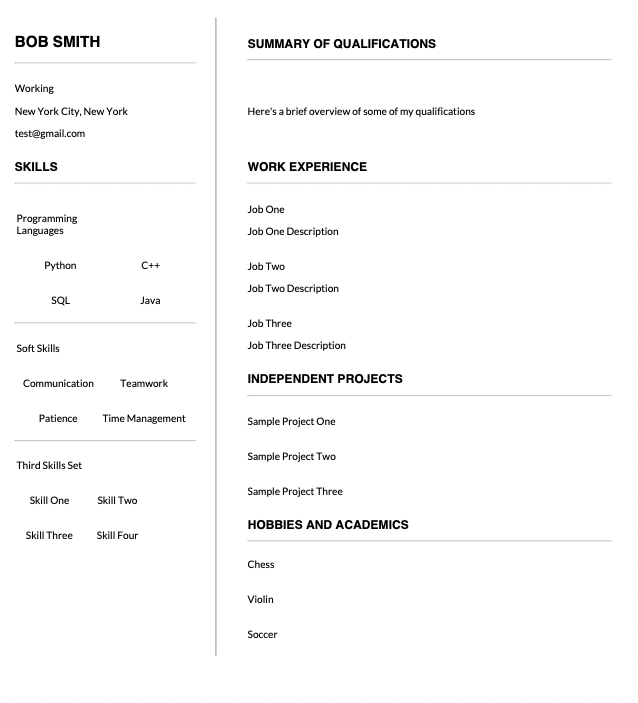 BOB SMITH
Working
New York City, New York
test@gmail.com
SKILLS
Programming
Languages
Python C++
SQL Java
Soft Skills
Communication Teamwork
Patience Time Management
Third Skills Set
Skill One Skill Two
Skill Three Skill Four
SUMMARY OF QUALIFICATIONS
Here's a brief overview of some of my qualifications
WORK EXPERIENCE
Job One
Job One Description
Job Two
Job Two Description
Job Three
Job Three Description
INDEPENDENT PROJECTS
Sample Project One
Sample Project Two
Sample Project Three
HOBBIES AND ACADEMICS
Chess
Violin
Soccer